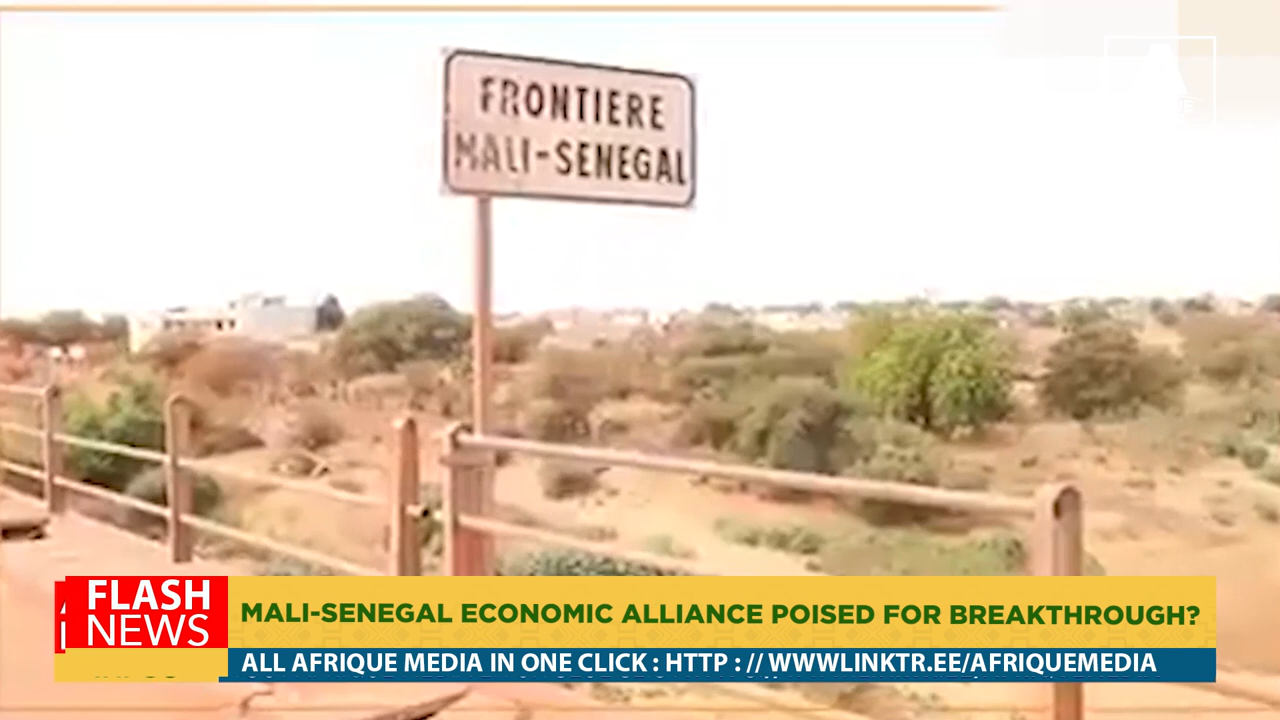 FRONTIERE
MALI-SENEGAL
FLASH
NEWS
MALI-SENEGAL ECONOMIC ALLIANCE POISED FOR BREAKTHROUGH?
ALL AFRIQUE MEDIA IN ONE CLICK : HTTP : // WWWLINKTR.EE/AFRIQUEMEDIA